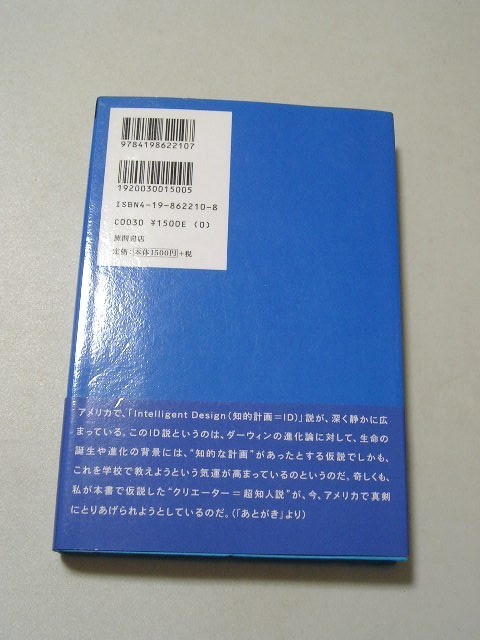 9784198622107
1920030015005
ISBN4-19-862210-8
C0030 ¥1500E (0)
徳間書店
定価：本体1500円+税
アメリカで、「Intelligent Design（知的計画＝ID）」説が、深く静かに広
まっている。このID説というのは、ダーウィンの進化論に対して、生命の
誕生や進化の背景には、“知的な計画”があったとする仮説でしかも、
これを学校で教えようという気運が高まっているのというのだ。奇しくも、
私が本書で仮説した“クリエーター＝超知人説”が、今、アメリカで真剣
にとりあげられようとしているのだ。（「あとがき」より）